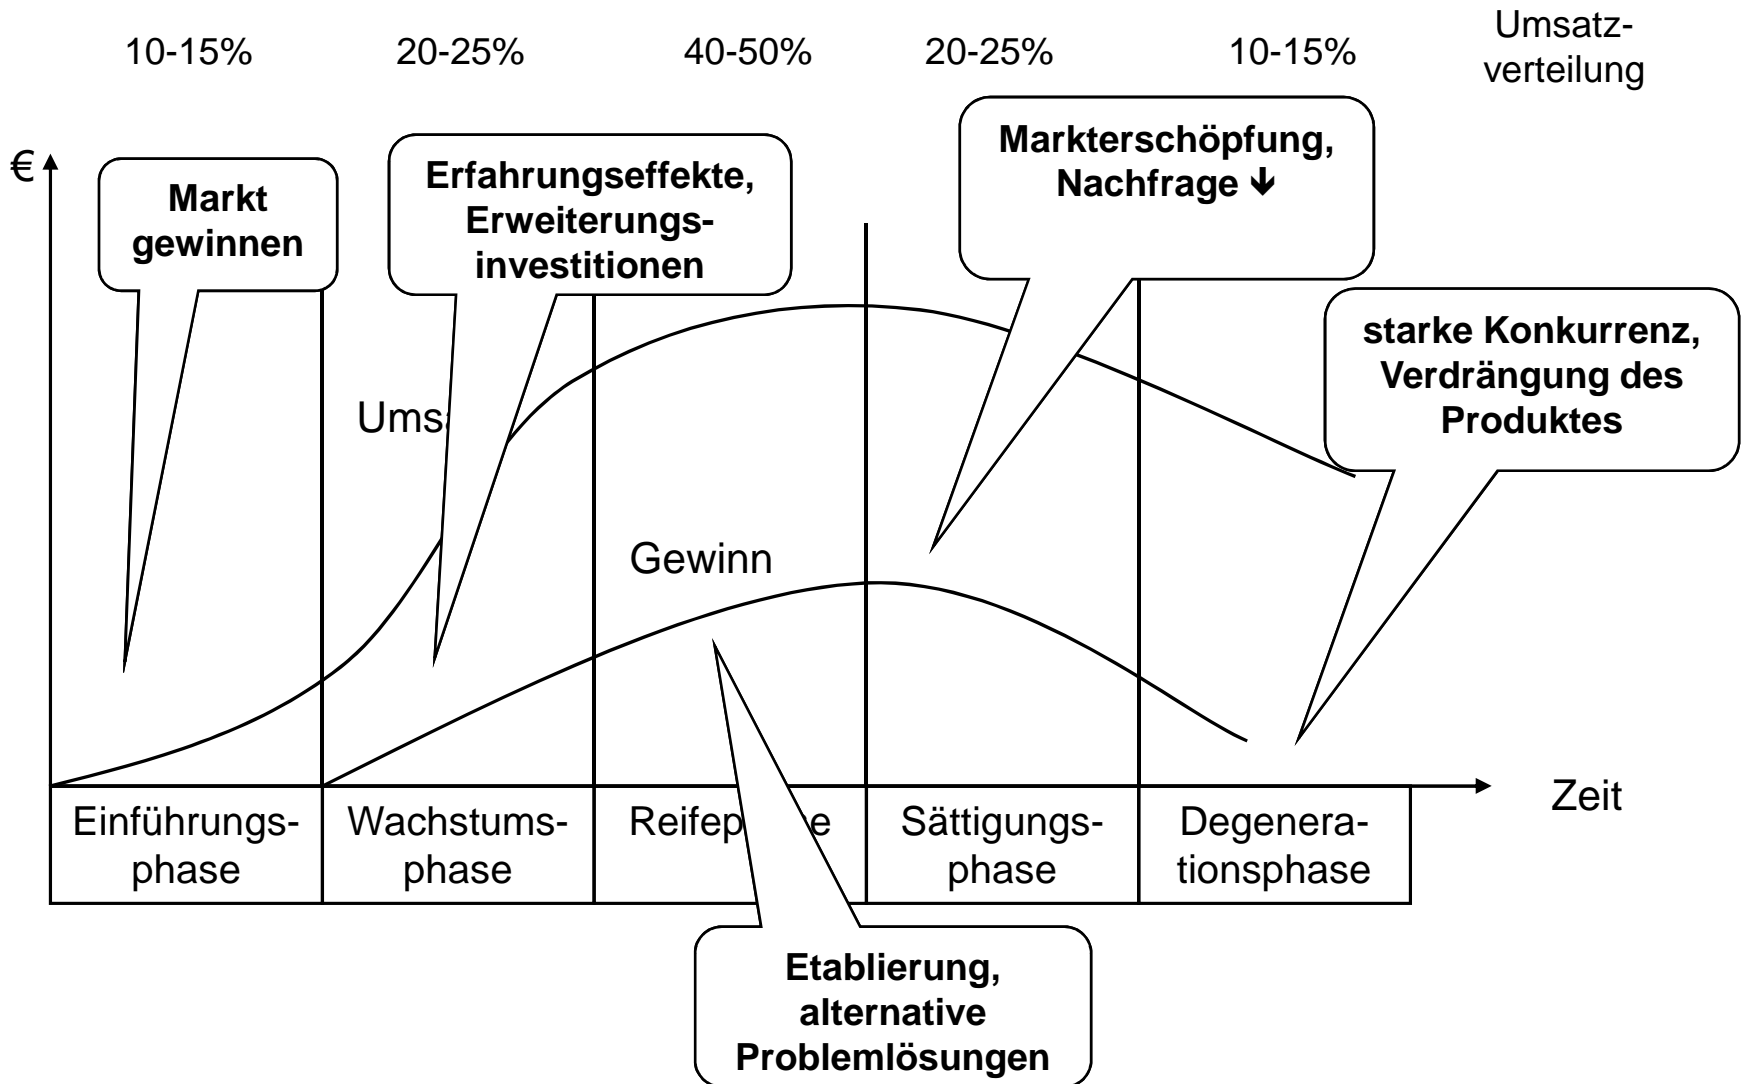 10-15%
20-25%
40-50%
20-25%
10-15%
Umsatz-
verteilung
€
Markt
gewinnen
Erfahrungseffekte,
Erweiterungs-
investitionen
Markterschöpfung,
Nachfrage ↓
starke Konkurrenz,
Verdrängung des
Produktes
Gewinn
Einführungs-
phase
Wachstums-
phase
Sättigungs-
phase
Degenera-
tionsphase
Zeit
Etablierung,
alternative
Problemlösungen